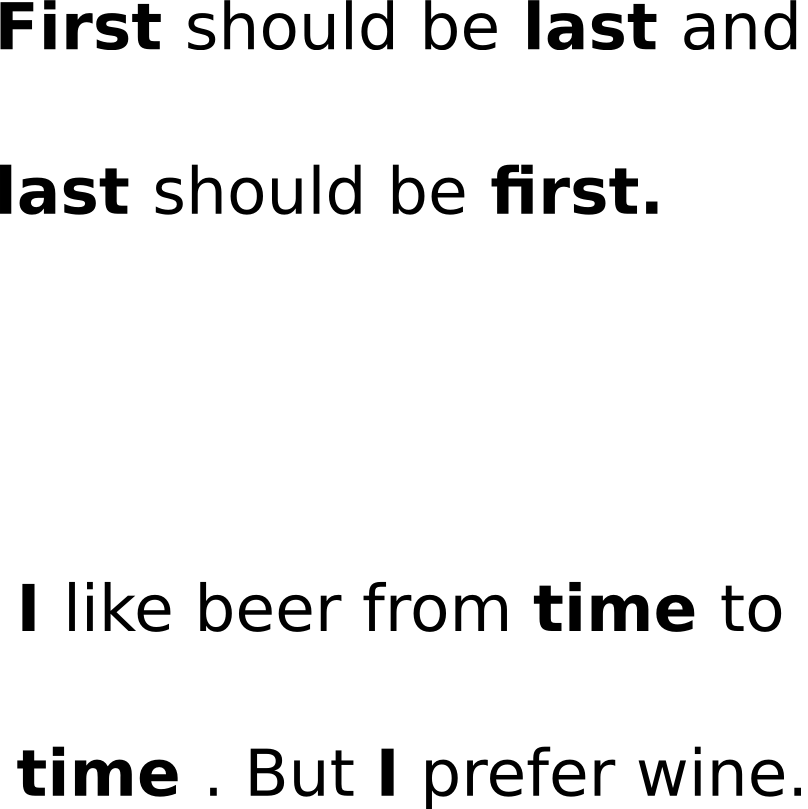 First should be last and
last should be first.
I like beer from time to
time . But I prefer wine.